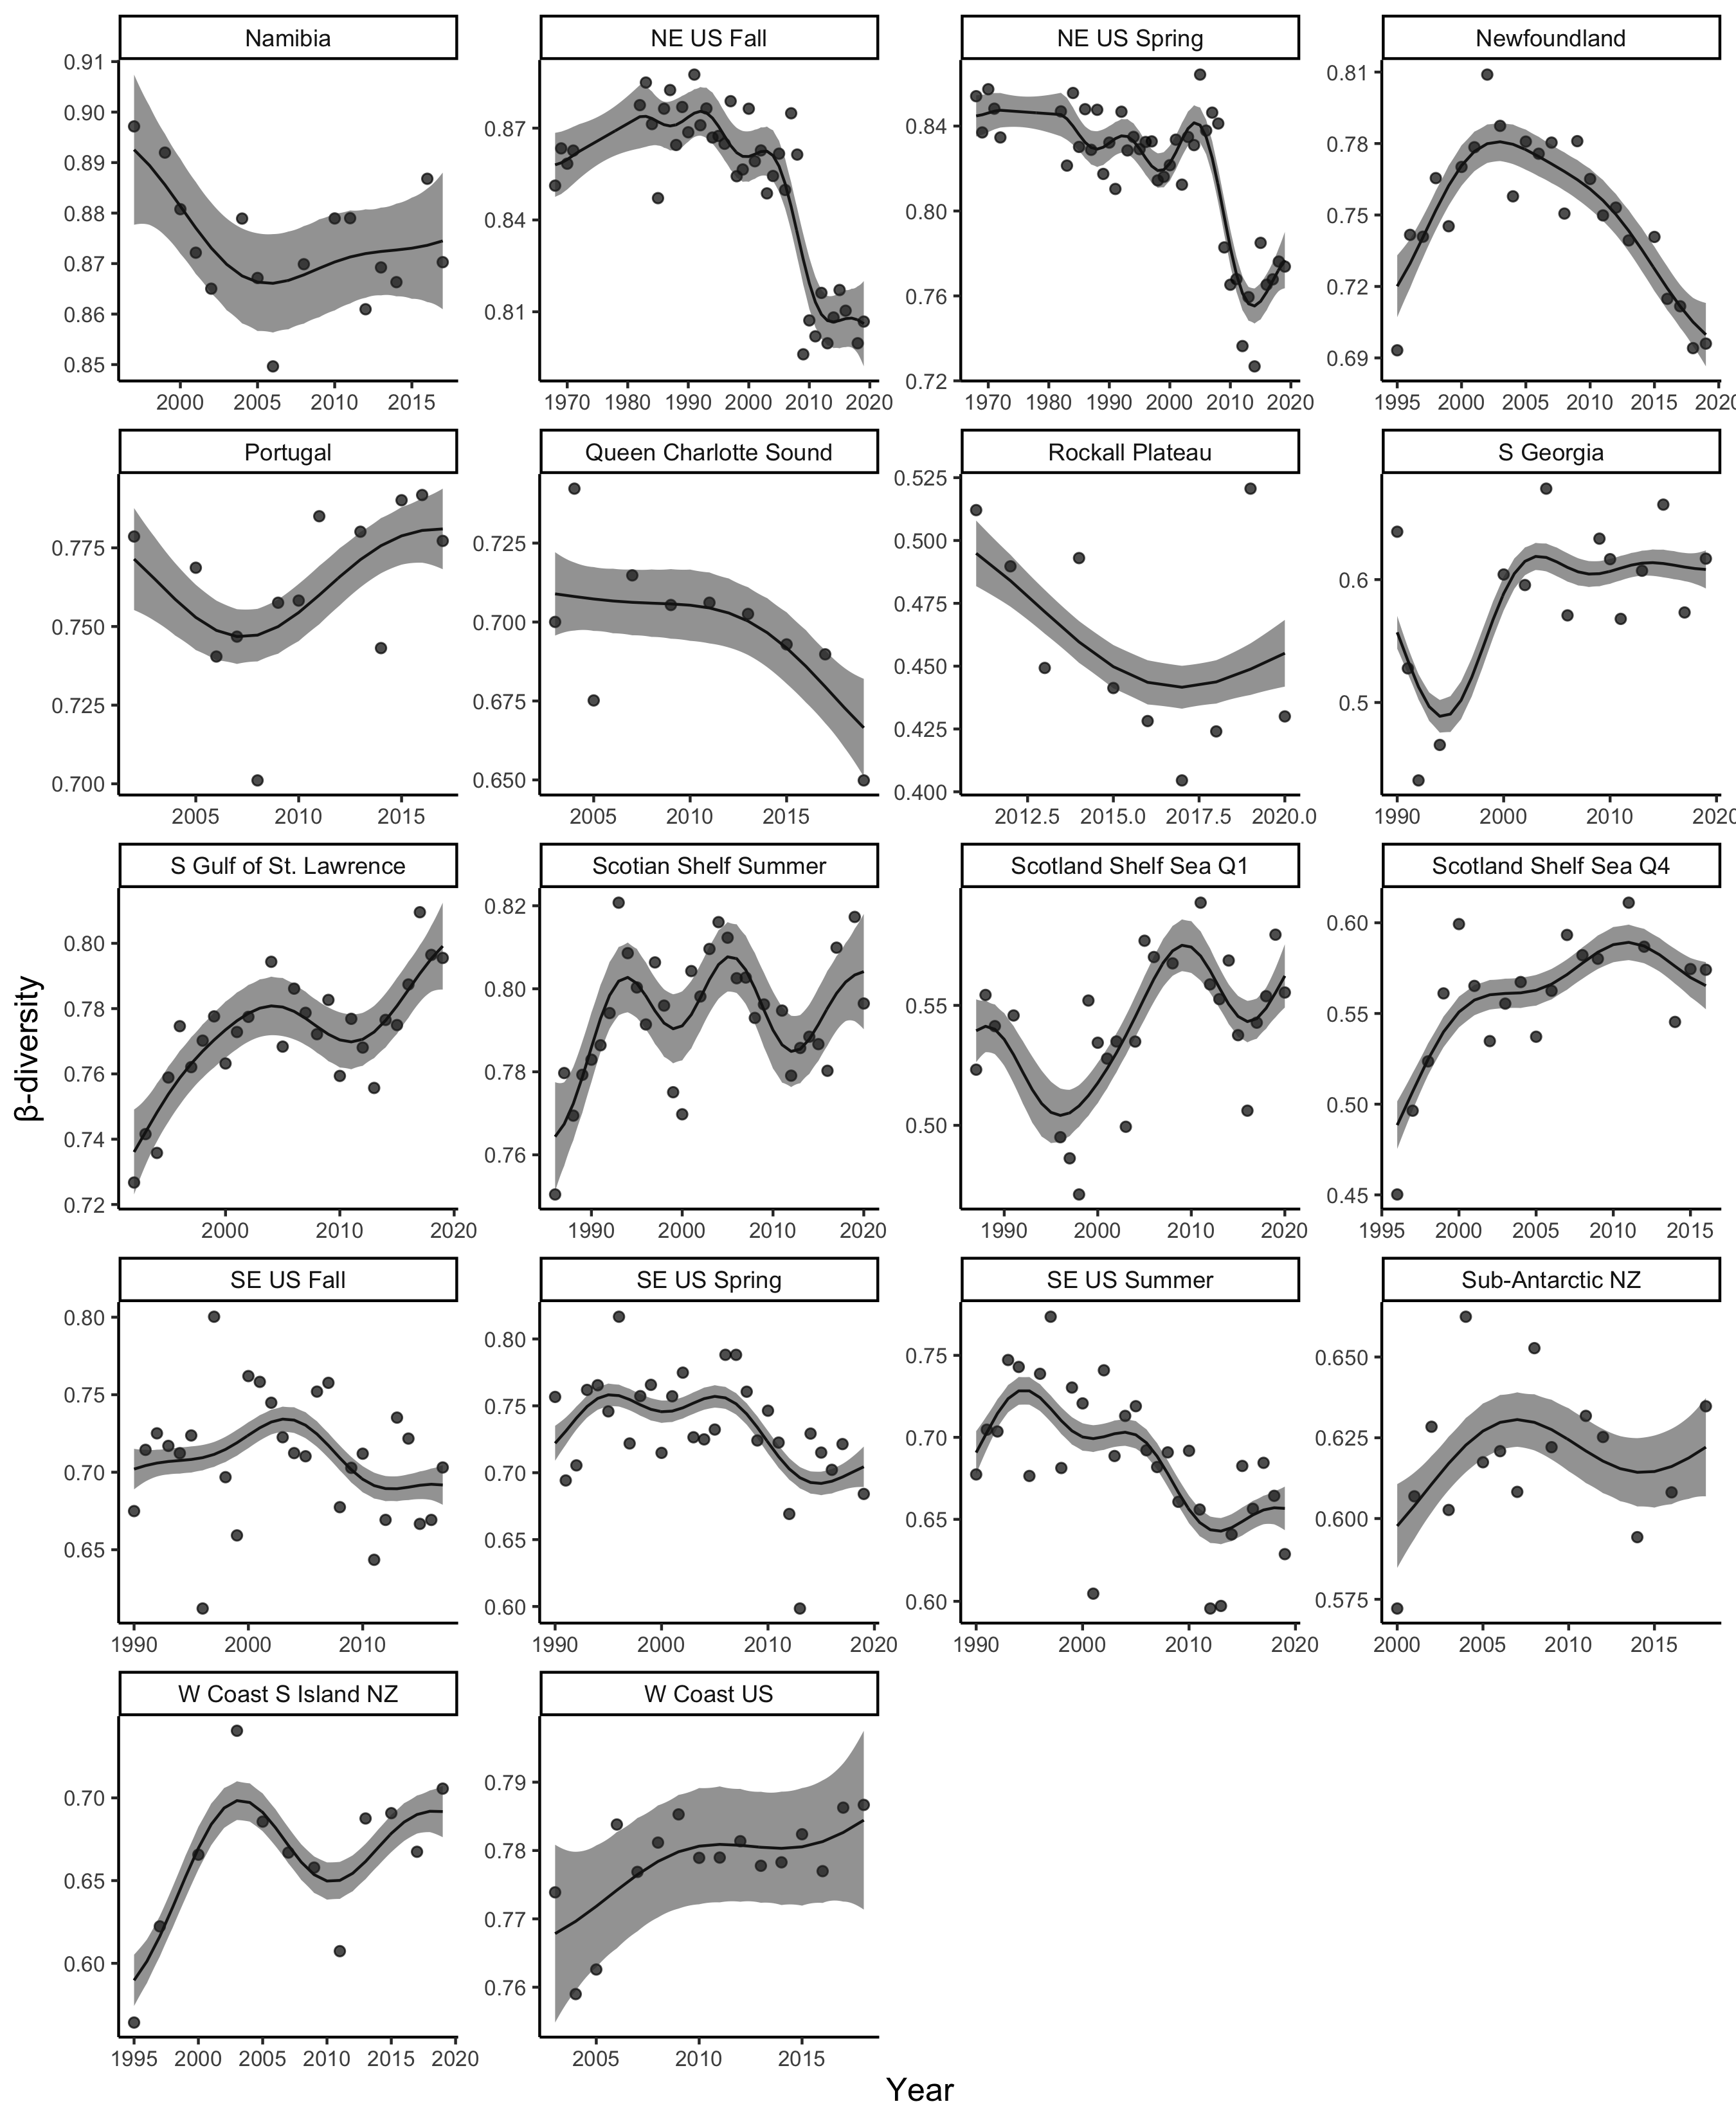 Namibia NE US Fall NE US Spring Newfoundland
0.91
0.90
0.89
0.88
0.87
0.86
0.85
2000 2005 2010 2015
0.87
0.84
0.81
1970 1980 1990 2000 2010 2020
0.84
0.80
0.76
0.72
1970 1980 1990 2000 2010 2020
0.81
0.78
0.75
0.72
0.69
1995 2000 2005 2010 2015 2020
Portugal Queen Charlotte Sound Rockall Plateau S Georgia
0.775
0.750
0.725
0.700
2005 2010 2015
0.725
0.700
0.675
0.650
2005 2010 2015
0.525
0.500
0.475
0.450
0.425
0.400
2012.5 2015.0 2017.5 2020.0
0.6
0.5
1990 2000 2010 2020
S Gulf of St. Lawrence Scotian Shelf Summer Scotland Shelf Sea Q1 Scotland Shelf Sea Q4
0.80
0.78
0.76
0.74
0.72
2000 2010 2020
0.82
0.80
0.78
0.76
1990 2000 2010 2020
0.55
0.50
1990 2000 2010 2020
0.60
0.55
0.50
0.45
1995 2000 2005 2010 2015
β-diversity
SE US Fall SE US Spring SE US Summer Sub-Antarctic NZ
0.80
0.75
0.70
0.65
1990 2000 2010
0.80
0.75
0.70
0.65
0.60
1990 2000 2010 2020
0.75
0.70
0.65
0.60
1990 2000 2010 2020
0.650
0.625
0.600
0.575
2000 2005 2010 2015
W Coast S Island NZ W Coast US
0.70
0.65
0.60
1995 2000 2005 2010 2015 2020
0.79
0.78
0.77
0.76
2005 2010 2015
Year